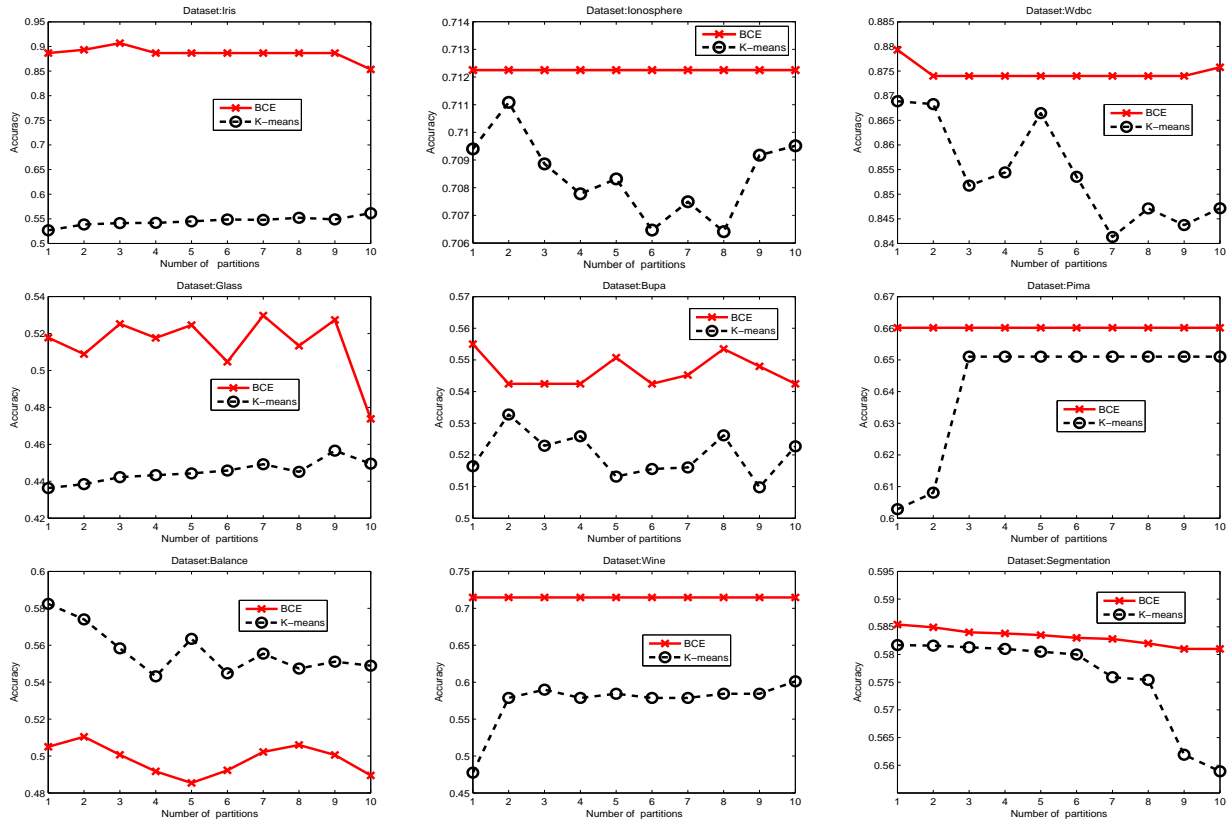 Dataset:Iris
0.95
0.9
0.85
0.8
0.75
0.7
0.65
0.6
0.55
0.5
Accuracy
BCE
K−means
1 2 3 4 5 6 7 8 9 10
Number of partitions
Dataset:Ionosphere
0.714
0.713
0.712
0.711
0.71
0.709
0.708
0.707
0.706
Accuracy
BCE
K−means
1 2 3 4 5 6 7 8 9 10
Number of partitions
Dataset:Wdbc
0.885
0.88
0.875
0.87
0.865
0.86
0.855
0.85
0.845
0.84
Accuracy
BCE
K−means
1 2 3 4 5 6 7 8 9 10
Number of partitions
Dataset:Glass
0.54
0.52
0.5
0.48
0.46
0.44
0.42
Accuracy
BCE
K−means
1 2 3 4 5 6 7 8 9 10
Number of partitions
Dataset:Bupa
0.57
0.56
0.55
0.54
0.53
0.52
0.51
0.5
Accuracy
BCE
K−means
1 2 3 4 5 6 7 8 9 10
Number of partitions
Dataset:Pima
0.67
0.66
0.65
0.64
0.63
0.62
0.61
0.6
Accuracy
BCE
K−means
1 2 3 4 5 6 7 8 9 10
Number of partitions
Dataset:Balance
0.6
0.58
0.56
0.54
0.52
0.5
0.48
Accuracy
BCE
K−means
1 2 3 4 5 6 7 8 9 10
Number of partitions
Dataset:Wine
0.75
0.7
0.65
0.6
0.55
0.5
0.45
Accuracy
BCE
K−means
1 2 3 4 5 6 7 8 9 10
Number of partitions
Dataset:Segmentation
0.595
0.59
0.585
0.58
0.575
0.57
0.565
0.56
Accuracy
BCE
K−means
1 2 3 4 5 6 7 8 9 10
Number of partitions